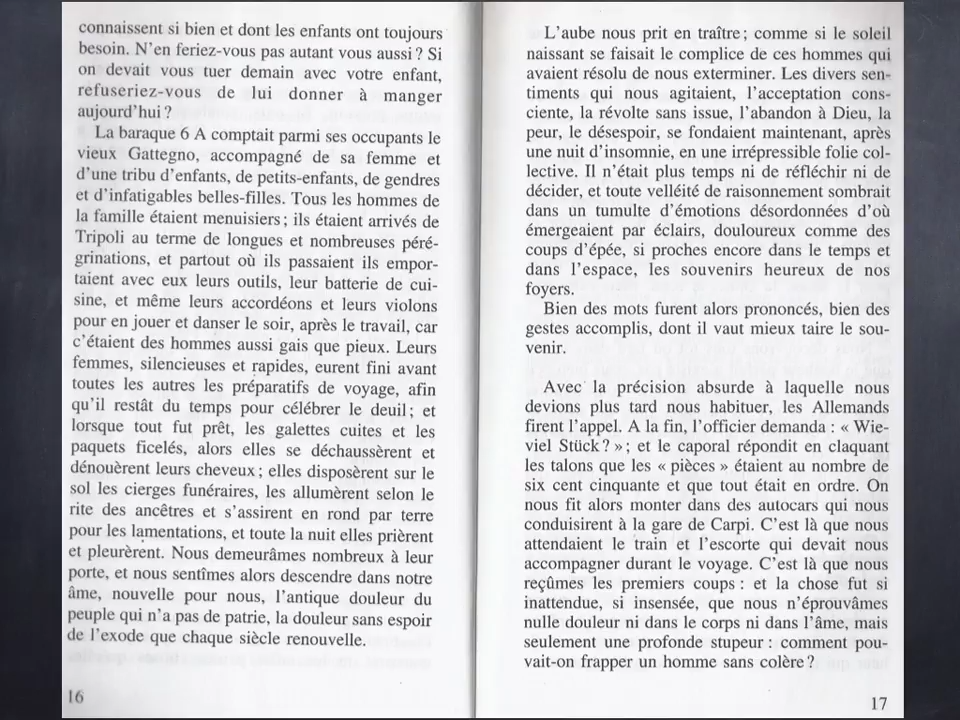 connaissent si bien et dont les enfants ont toujours
besoin. N'en feriez-vous pas autant vous aussi ? Si
on devait vous tuer demain avec votre enfant,
refuseriez-vous de lui donner à manger
aujourd'hui ?
La baraque 6 A comptait parmi ses occupants le
vieux Gattegno, accompagné de sa femme et
d'une tribu d'enfants, de petits-enfants, de gendres
et d'infatigables belles-filles. Tous les hommes de
la famille étaient menuisiers ; ils étaient arrivés de
Tripoli au terme de longues et nombreuses péré-
grinations, et partout où ils passaient ils empor-
taient avec eux leurs outils, leur batterie de cui-
sine, et même leurs accordéons et leurs violons
pour en jouer et danser le soir, après le travail, car
c'étaient des hommes aussi gais que pieux. Leurs
femmes, silencieuses et rapides, eurent fini avant
toutes les autres les préparatifs de voyage, afin
qu'il restât du temps pour célébrer le deuil ; et
lorsque tout fut prêt, les galettes cuites et les
paquets ficelés, alors elles se déchaussèrent et
dénouèrent leurs cheveux ; elles disposèrent sur le
sol les cierges funéraires, les allumèrent selon le
rite des ancêtres et s'assirent en rond par terre
pour les lamentations, et toute la nuit elles prièrent
et pleurèrent. Nous demeurâmes nombreux à leur
porte, et nous sentîmes alors descendre dans notre
âme, nouvelle pour nous, l'antique douleur du
peuple qui n'a pas de patrie, la douleur sans espoir
de l'exode que chaque siècle renouvelle.
16
L'aube nous prit en traître ; comme si le soleil
naissant se faisait le complice de ces hommes qui
avaient résolu de nous exterminer. Les divers sen-
timents qui nous agitaient, l'acceptation cons-
ciente, la révolte sans issue, l'abandon à Dieu, la
peur, le désespoir, se fondaient maintenant, après
une nuit d'insomnie, en une irrépressible folie col-
lective. Il n'était plus temps ni de réfléchir ni de
décider, et toute velléité de raisonnement sombrait
dans un tumulte d'émotions désordonnées d'où
émergeaient par éclairs, douloureux comme des
coups d'épée, si proches encore dans le temps et
dans l'espace, les souvenirs heureux de nos
foyers.
Bien des mots furent alors prononcés, bien des
gestes accomplis, dont il vaut mieux taire le sou-
venir.
Avec la précision absurde à laquelle nous
devions plus tard nous habituer, les Allemands
firent l'appel. A la fin, l'officier demanda : « Wie-
viel Stück ? » ; et le caporal répondit en claquant
les talons que les « pièces » étaient au nombre de
six cent cinquante et que tout était en ordre. On
nous fit alors monter dans des autocars qui nous
conduisirent à la gare de Carpi. C'est là que nous
attendaient le train et l'escorte qui devait nous
accompagner durant le voyage. C'est là que nous
reçûmes les premiers coups : et la chose fut si
inattendue, si insensée, que nous n'éprouvâmes
nulle douleur ni dans le corps ni dans l'âme, mais
seulement une profonde stupeur : comment pou-
vait-on frapper un homme sans colère ?
17